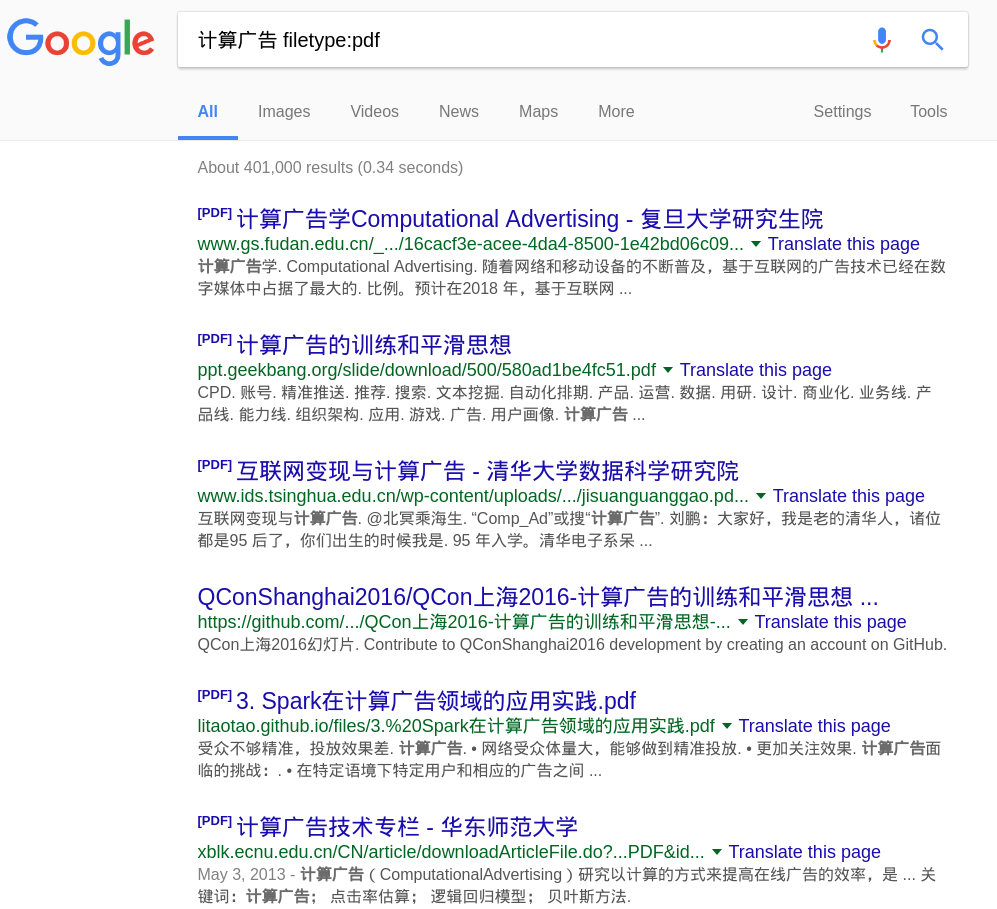 Google
计算广告 filetype:pdf
All Images Videos News Maps More Settings Tools
About 401,000 results (0.34 seconds)
[PDF] 计算广告学Computational Advertising - 复旦大学研究生院
www.gs.fudan.edu.cn/_.../16cacf3e-acee-4da4-8500-1e42bd06c09... Translate this page
计算广告学. Computational Advertising. 随着网络和移动设备的不断普及，基于互联网的广告技术已经在数
字媒体中占据了最大的. 比例。预计在2018 年，基于互联网 ...
[PDF] 计算广告的训练和平滑思想
ppt.geekbang.org/slide/download/500/580ad1be4fc51.pdf Translate this page
CPD. 账号. 精准推送. 推荐. 搜索. 文本挖掘. 自动化排期. 产品. 运营. 数据. 用研. 设计. 商业化. 业务线. 产
品线. 能力线. 组织架构. 应用. 游戏. 广告. 用户画像. 计算广告 ...
[PDF] 互联网变现与计算广告 - 清华大学数据科学研究院
www.ids.tsinghua.edu.cn/wp-content/uploads/.../jisuanguanggao.pd... Translate this page
互联网变现与计算广告. @北冥乘海生. “Comp_Ad”或搜“计算广告”. 刘鹏：大家好，我是老的清华人，诸位
都是95 后了，你们出生的时候我是. 95 年入学。清华电子系呆 ...
QConShanghai2016/QCon上海2016-计算广告的训练和平滑思想 ...
https://github.com/.../QCon上海2016-计算广告的训练和平滑思想-... Translate this page
QCon上海2016幻灯片. Contribute to QConShanghai2016 development by creating an account on GitHub.
[PDF] 3. Spark在计算广告领域的应用实践.pdf
litaotao.github.io/files/3.%20Spark在计算广告领域的应用实践.pdf Translate this page
受众不够精准，投放效果差. 计算广告. • 网络受众体量大，能够做到精准投放. • 更加关注效果. 计算广告面
临的挑战：. • 在特定语境下特定用户和相应的广告之间 ...
[PDF] 计算广告技术专栏 - 华东师范大学
xblk.ecnu.edu.cn/CN/article/downloadArticleFile.do?...PDF&id... Translate this page
May 3, 2013 - 计算广告（ComputationalAdvertising）研究以计算的方式来提高在线广告的效率，是 ... 关
键词：计算广告； 点击率估算； 逻辑回归模型； 贝叶斯方法.